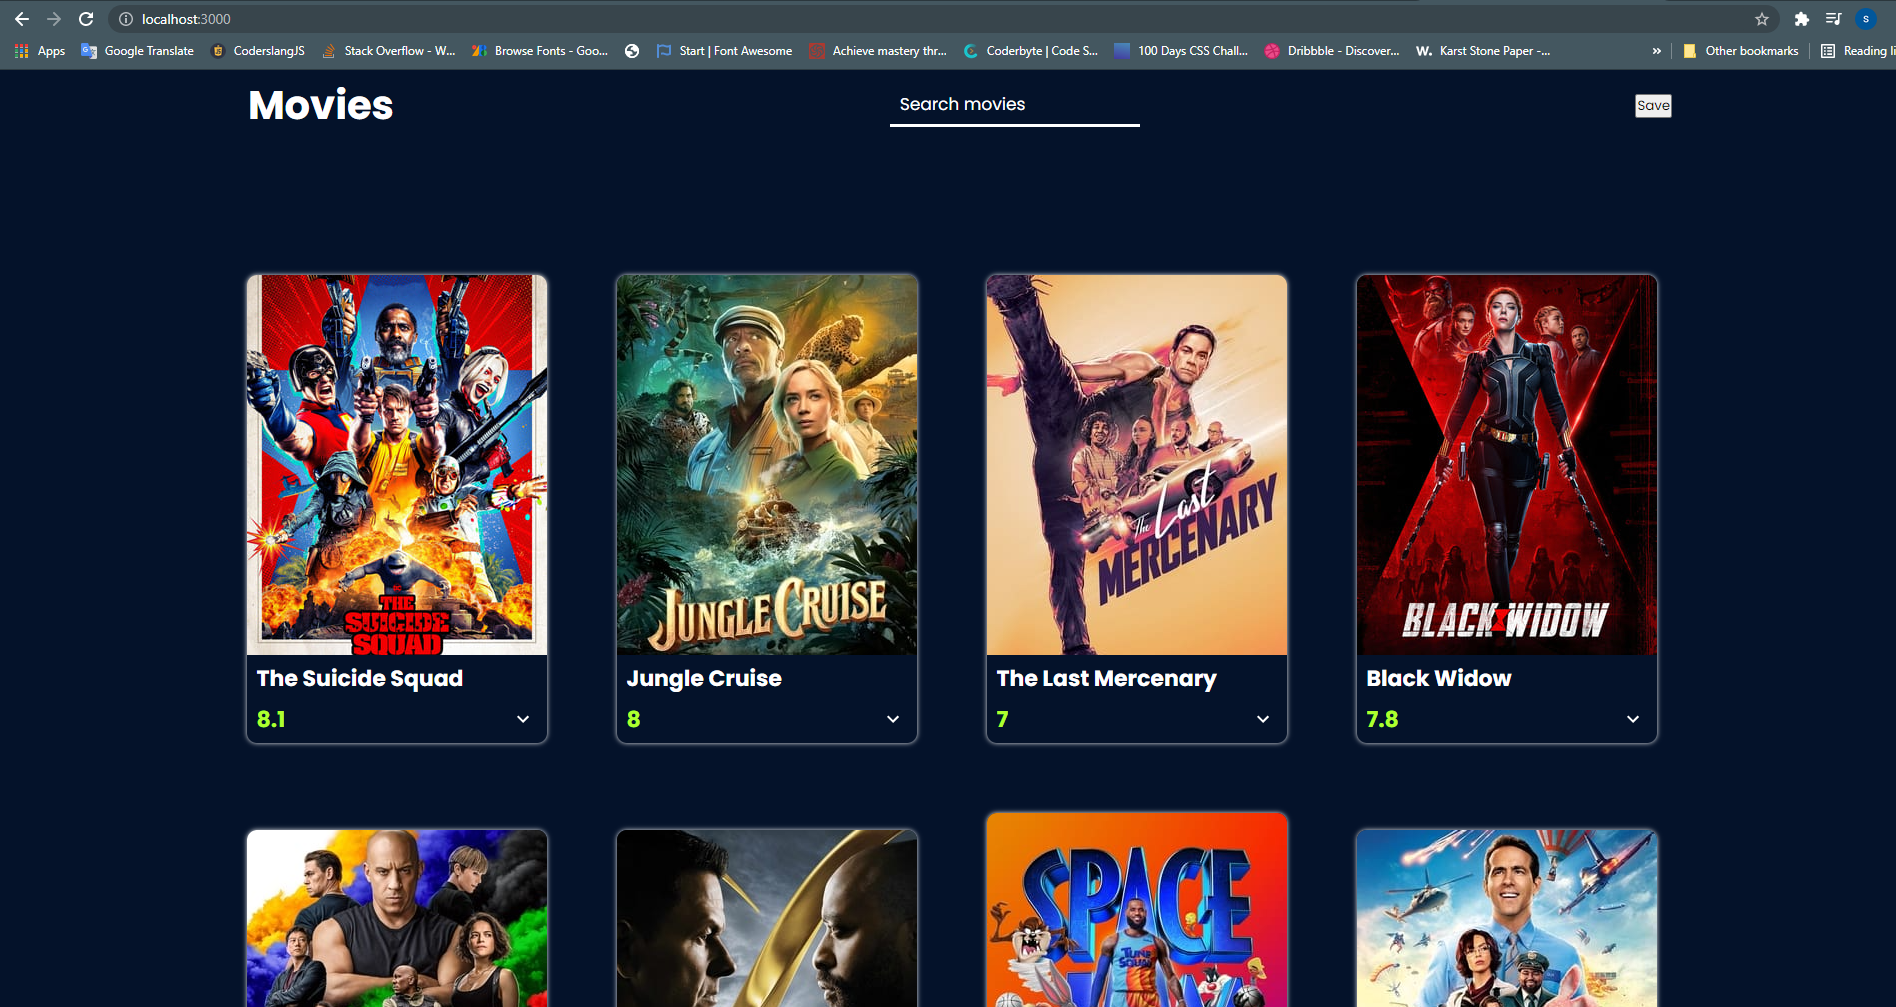 localhost:3000
Apps
Google Translate
CoderslangJS
Stack Overflow - W...
Browse Fonts - Goo...
Start | Font Awesome
Achieve mastery thr...
Coderbyte | Code S...
100 Days CSS Chall...
Dribbble - Discover...
W. Karst Stone Paper -...
»
Other bookmarks
Reading li
S
Movies
Search movies
Save
THE SUICIDE SQUAD
JUNGLE CRUISE
The Last MERCENARY
BLACK WIDOW
The Suicide Squad
Jungle Cruise
The Last Mercenary
Black Widow
8.1
8
7
7.8
SPACE
TUNE SQUAD